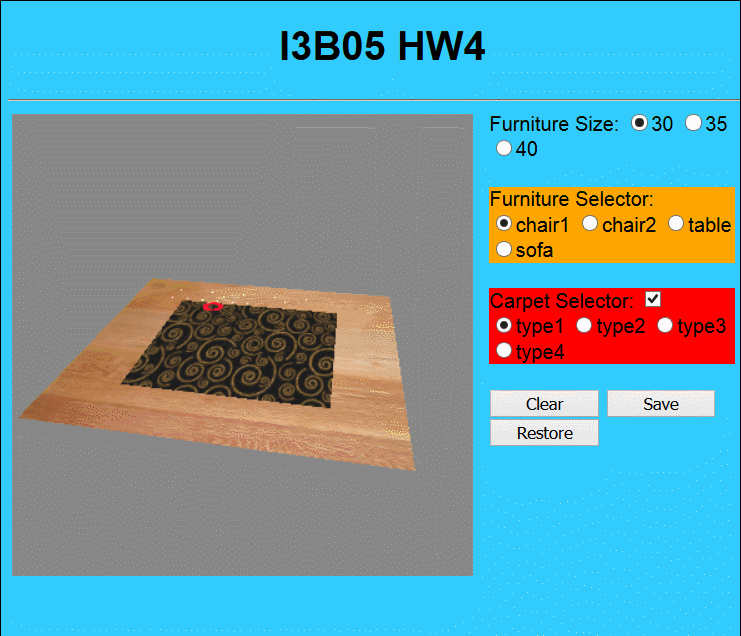 I3B05 HW4
Furniture Size: 30 35
40
Furniture Selector:
chair1 chair2 table
sofa
Carpet Selector:
type1 type2 type3
type4
Clear Save
Restore